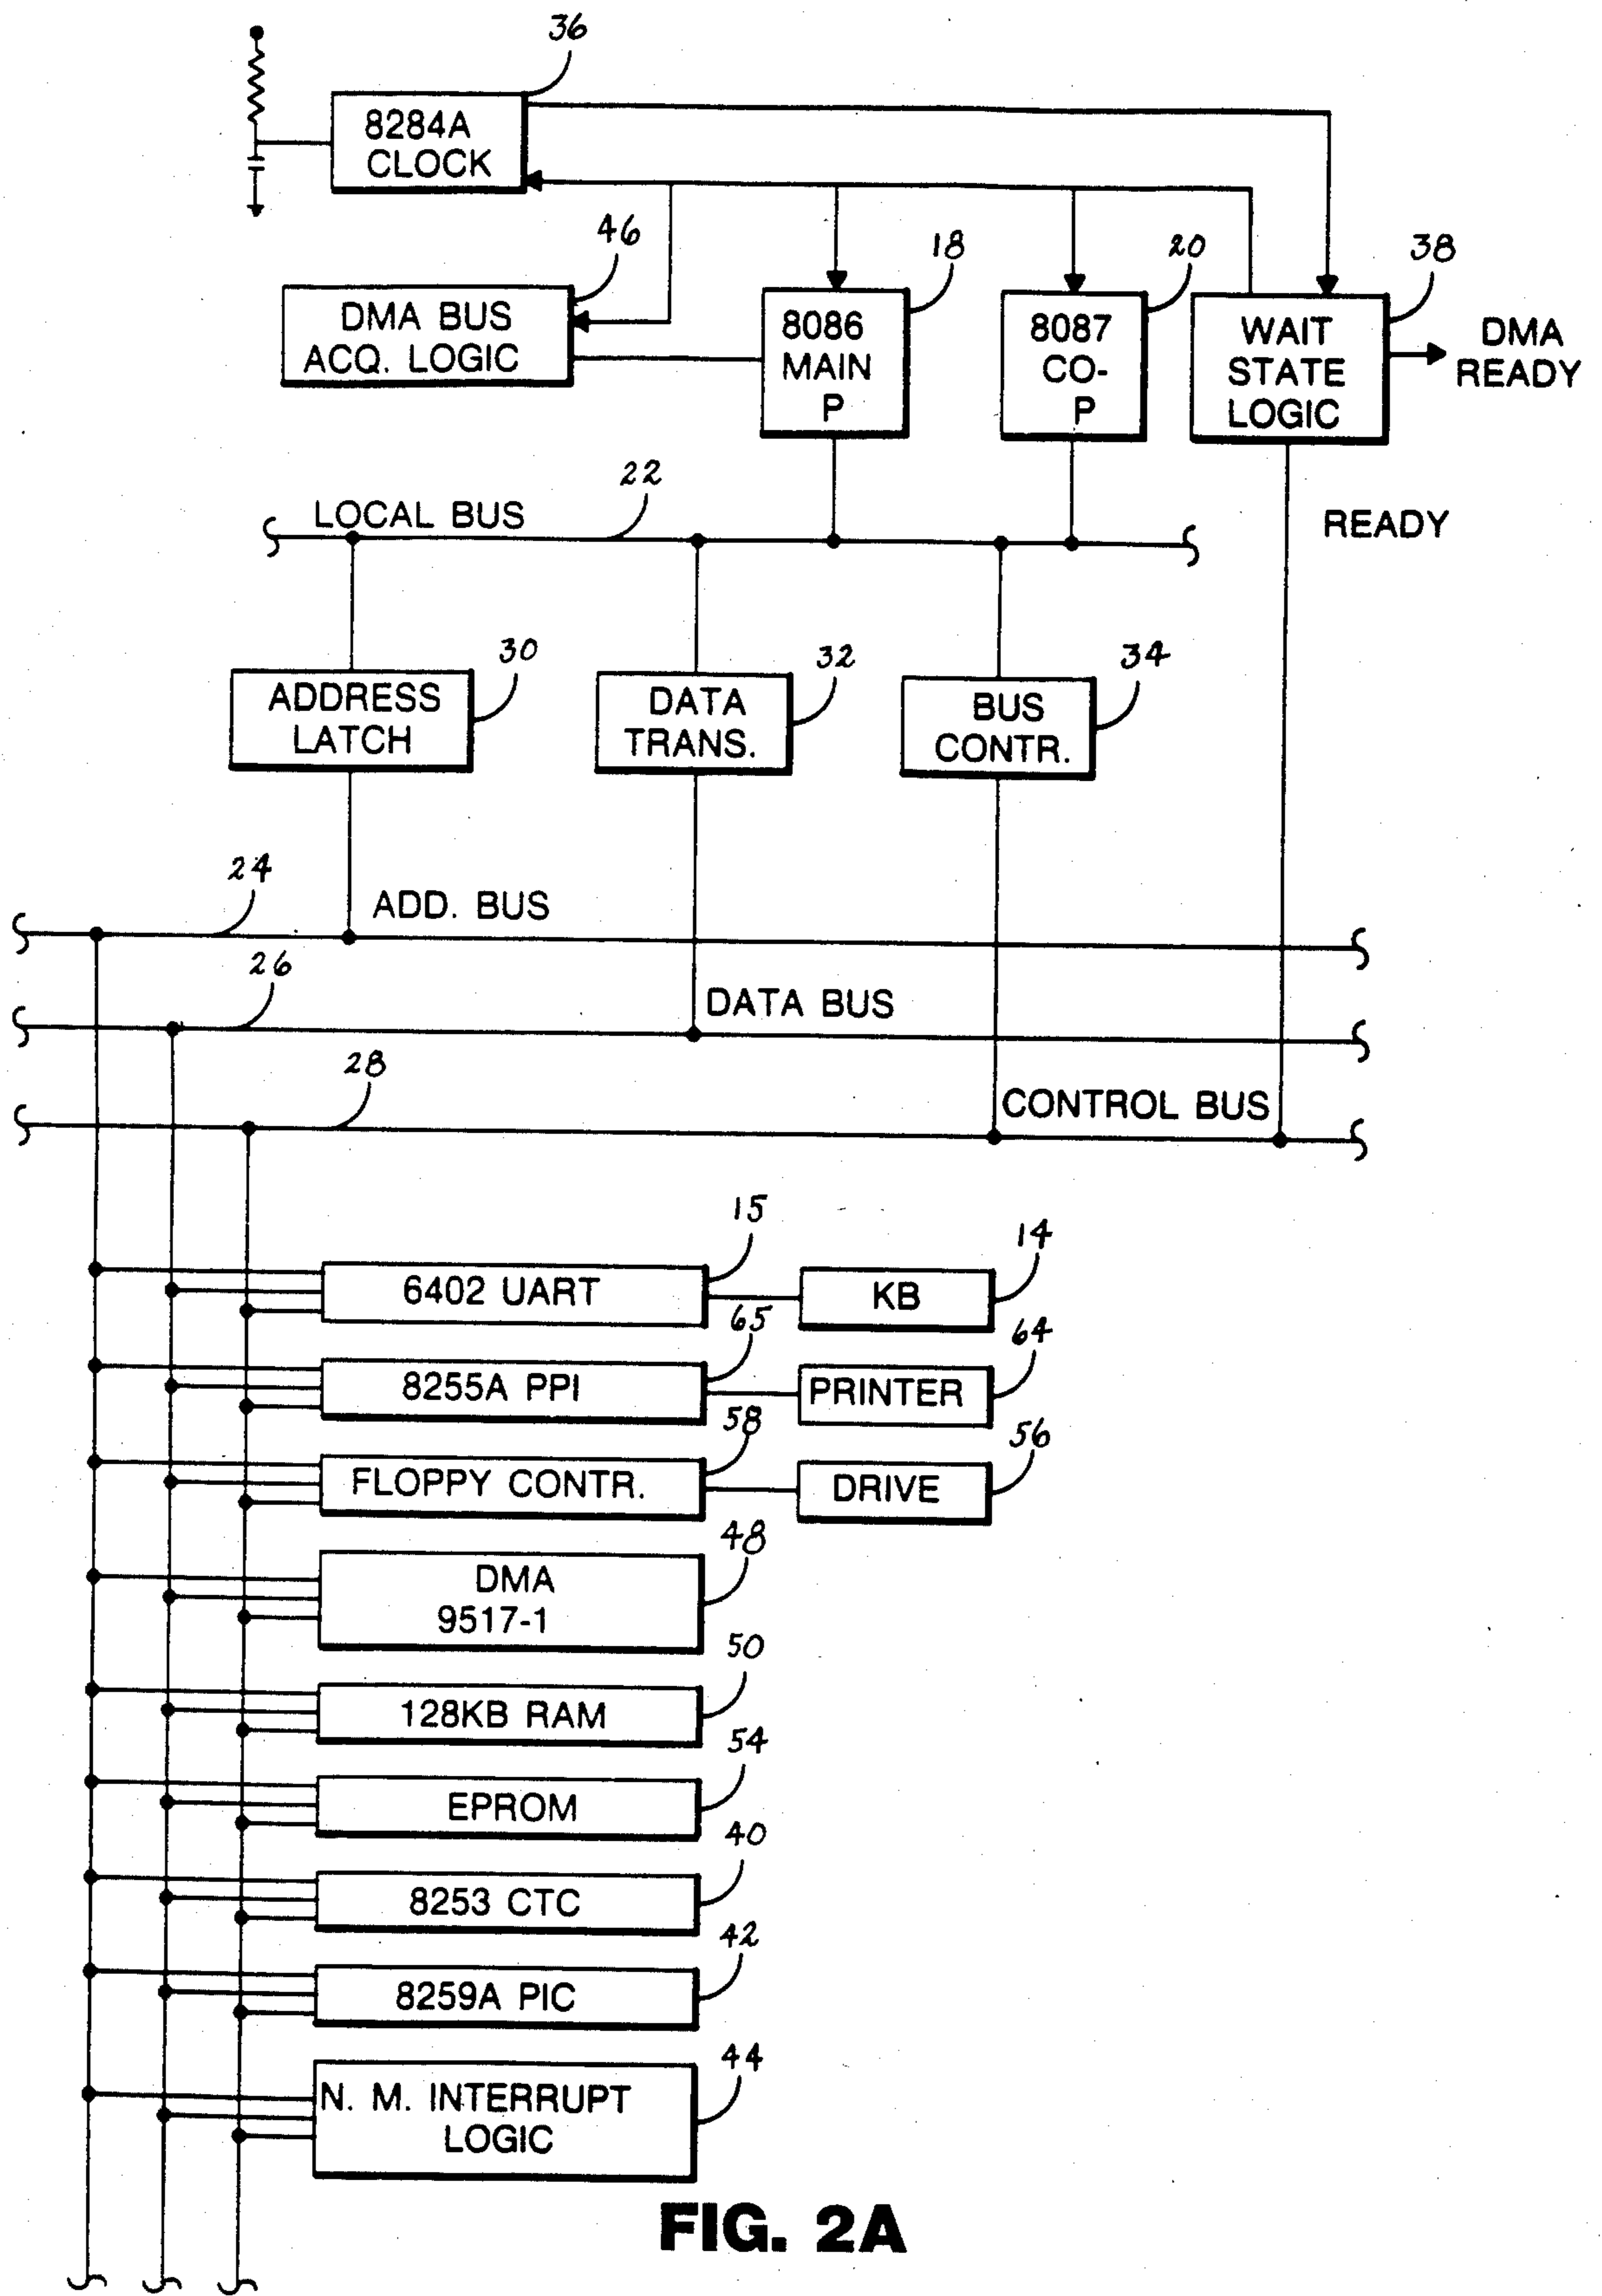 36
8284A
CLOCK
46
18
20
38
DMA BUS
ACQ. LOGIC
8086
MAIN
P
8087
CO-
P
WAIT
STATE
LOGIC
DMA
READY
22
LOCAL BUS
READY
30
32
34
ADDRESS
LATCH
DATA
TRANS.
BUS
CONTR.
24
ADD. BUS
26
DATA BUS
28
CONTROL BUS
15
14
6402 UART
KB
65
64
8255A PPI
PRINTER
58
56
FLOPPY CONTR.
DRIVE
48
DMA
9517-1
50
128KB RAM
54
EPROM
40
8253 CTC
42
8259A PIC
44
N. M. INTERRUPT
LOGIC
FIG. 2A